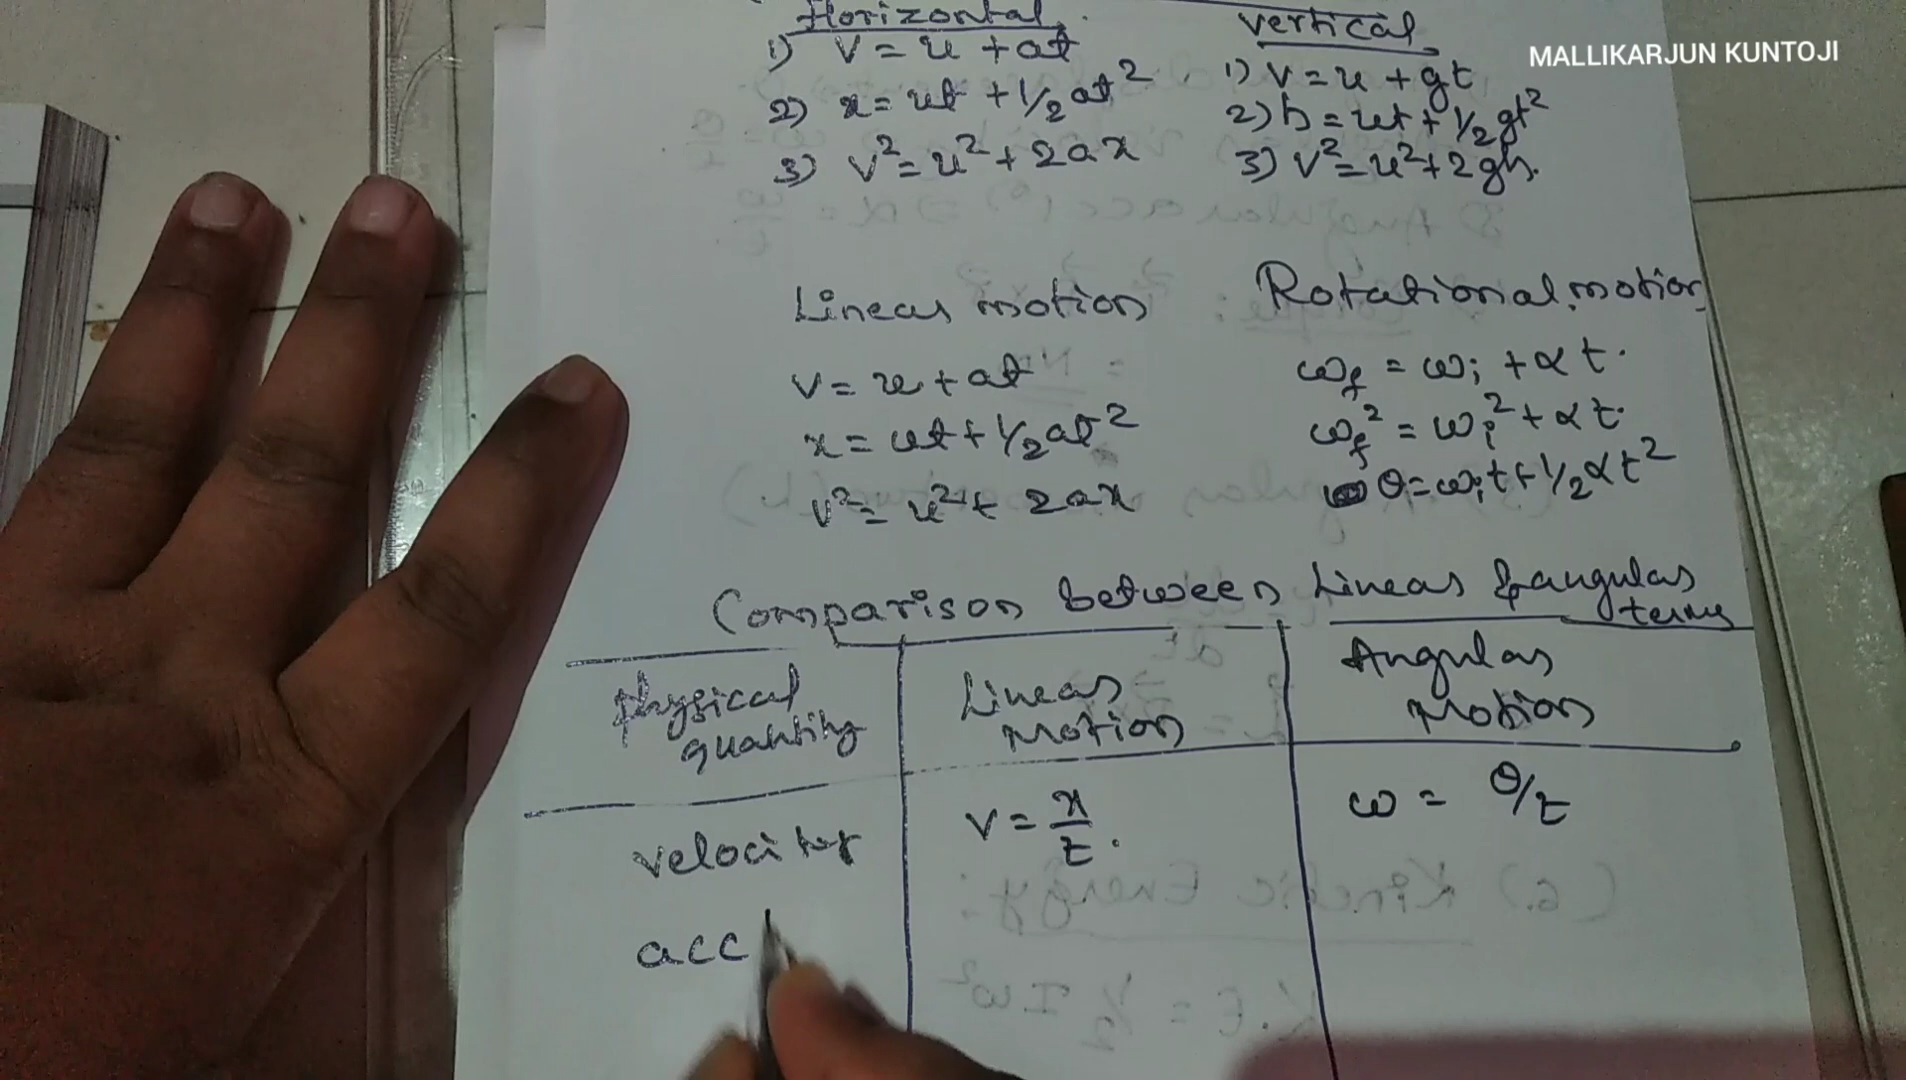 Horizontal.
1) v = u + at
2) x = ut + 1/2 at²
3) v² = u² + 2ax
vertical
1) v = u + gt
2) h = ut + 1/2 gt²
3) v² = u² + 2gh.
MALLIKARJUN KUNTOJI
Linear motion
v = u + at
x = ut + 1/2 at²
v² = u² + 2ax
Rotational motion
ωf = ωi + αt.
ωf² = ωi² + αt.
θ = ωit + 1/2 αt²
Comparison between Linear & angular
terms
Physical
quantity
Linear
Motion
Angular
Motion
velocity
v = x/t.
ω = θ/t
acc